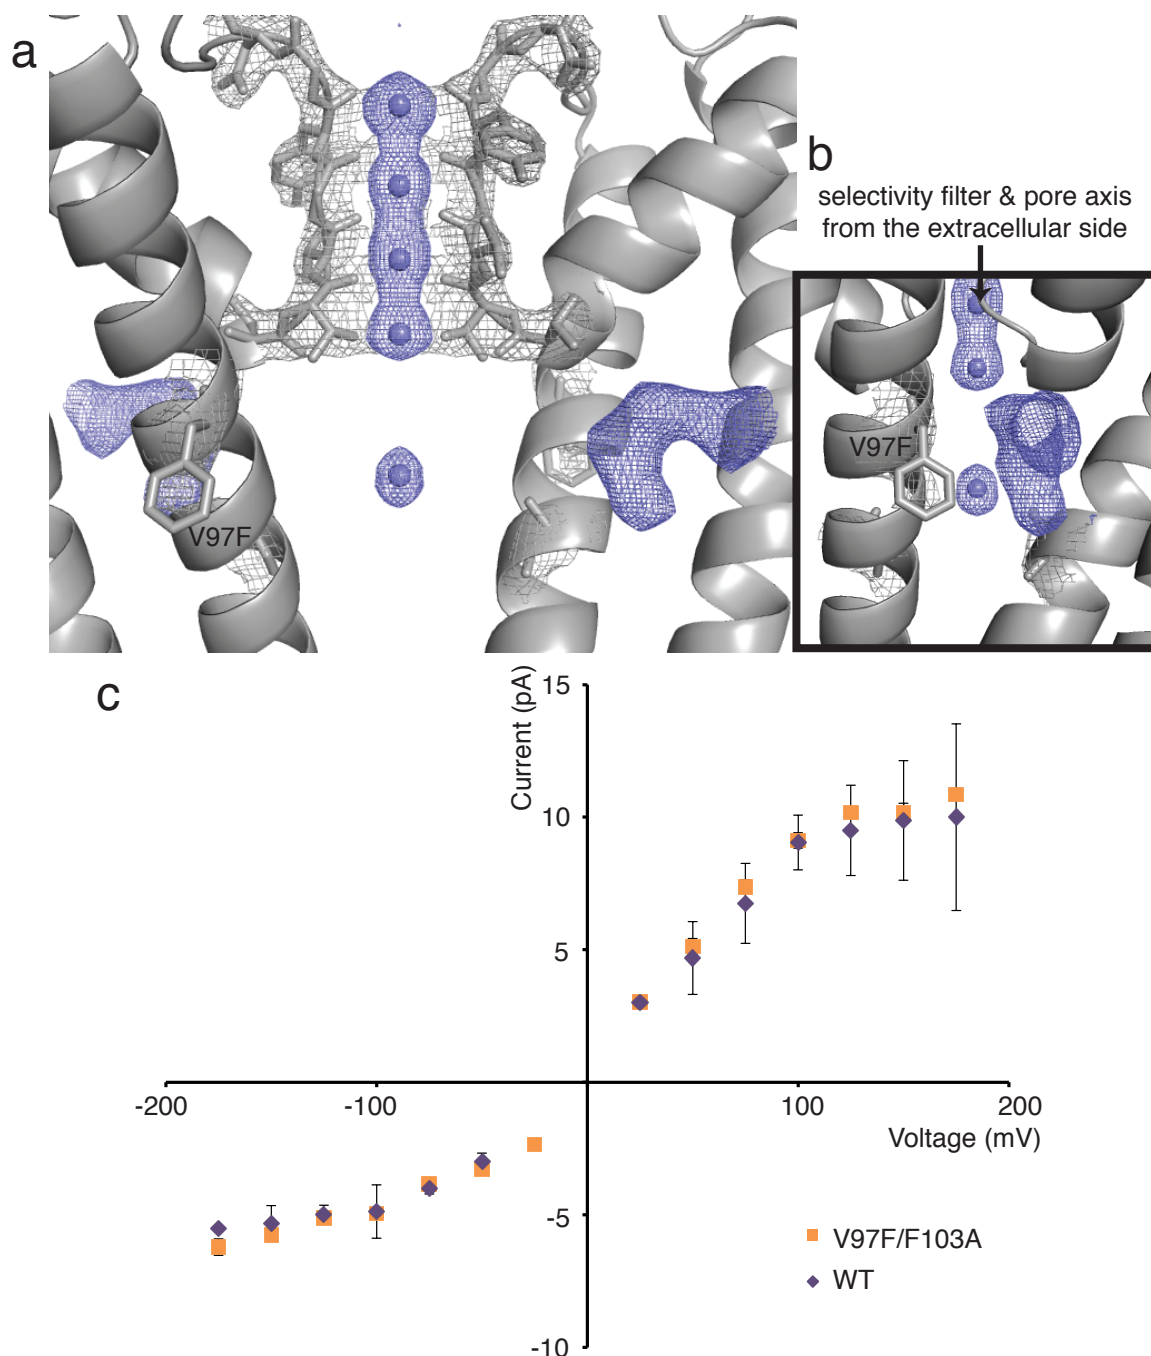 a
b
selectivity filter & pore axis
from the extracellular side
V97F
V97F
c
Current (pA)
15
10
5
-200
-100
100
200
Voltage (mV)
-5
-10
V97F/F103A
WT